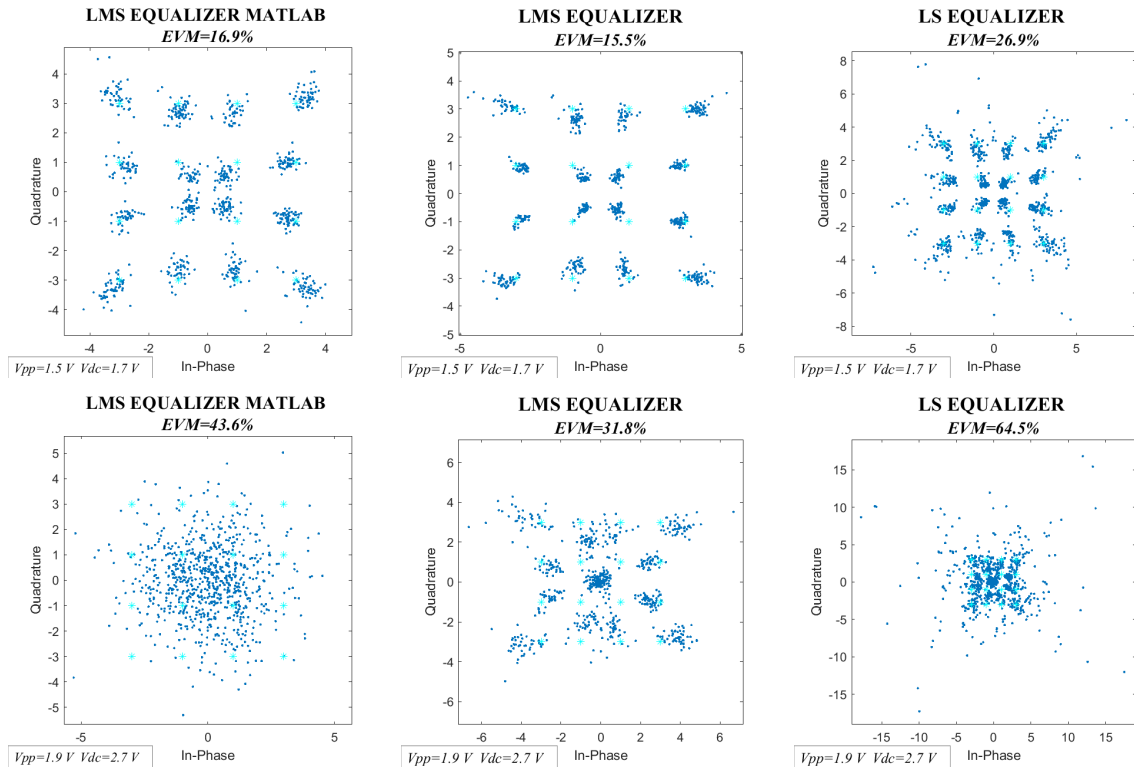 LMS EQUALIZER MATLAB
EVM=16.9%
4
3
2
1
0
-1
-2
-3
-4
Quadrature
-4
-2
0
2
4
In-Phase
Vpp=1.5 V Vdc=1.7 V
LMS EQUALIZER
EVM=15.5%
5
4
3
2
1
0
-1
-2
-3
-4
-5
Quadrature
-5
0
5
In-Phase
Vpp=1.5 V Vdc=1.7 V
LS EQUALIZER
EVM=26.9%
8
6
4
2
0
-2
-4
-6
-8
Quadrature
-5
0
5
In-Phase
Vpp=1.5 V Vdc=1.7 V
LMS EQUALIZER MATLAB
EVM=43.6%
5
4
3
2
1
0
-1
-2
-3
-4
-5
Quadrature
-5
0
5
In-Phase
Vpp=1.9 V Vdc=2.7 V
LMS EQUALIZER
EVM=31.8%
6
4
2
0
-2
-4
-6
Quadrature
-6
-4
-2
0
2
4
6
In-Phase
Vpp=1.9 V Vdc=2.7 V
LS EQUALIZER
EVM=64.5%
15
10
5
0
-5
-10
-15
Quadrature
-15
-10
-5
0
5
10
15
In-Phase
Vpp=1.9 V Vdc=2.7 V